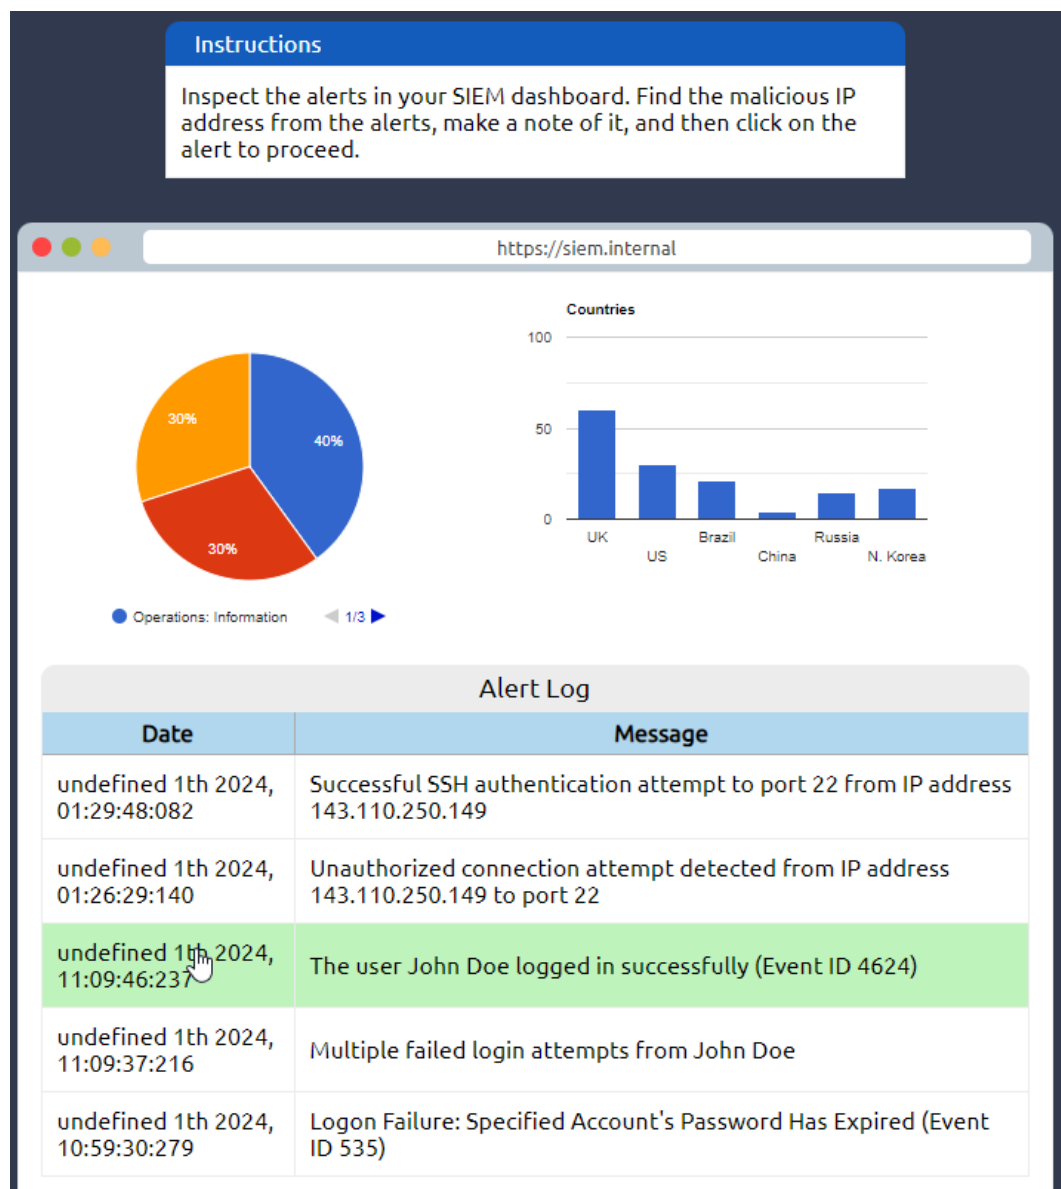 Instructions
Inspect the alerts in your SIEM dashboard. Find the malicious IP
address from the alerts, make a note of it, and then click on the
alert to proceed.
https://siem.internal
Countries
100
50
0
UK
US
Brazil
China
Russia
N. Korea
30%
40%
30%
Operations: Information
1/3
Alert Log
Date
Message
undefined 1th 2024,
01:29:48:082
Successful SSH authentication attempt to port 22 from IP address
143.110.250.149
undefined 1th 2024,
01:26:29:140
Unauthorized connection attempt detected from IP address
143.110.250.149 to port 22
undefined 1th 2024,
11:09:46:237
The user John Doe logged in successfully (Event ID 4624)
undefined 1th 2024,
11:09:37:216
Multiple failed login attempts from John Doe
undefined 1th 2024,
10:59:30:279
Logon Failure: Specified Account's Password Has Expired (Event
ID 535)